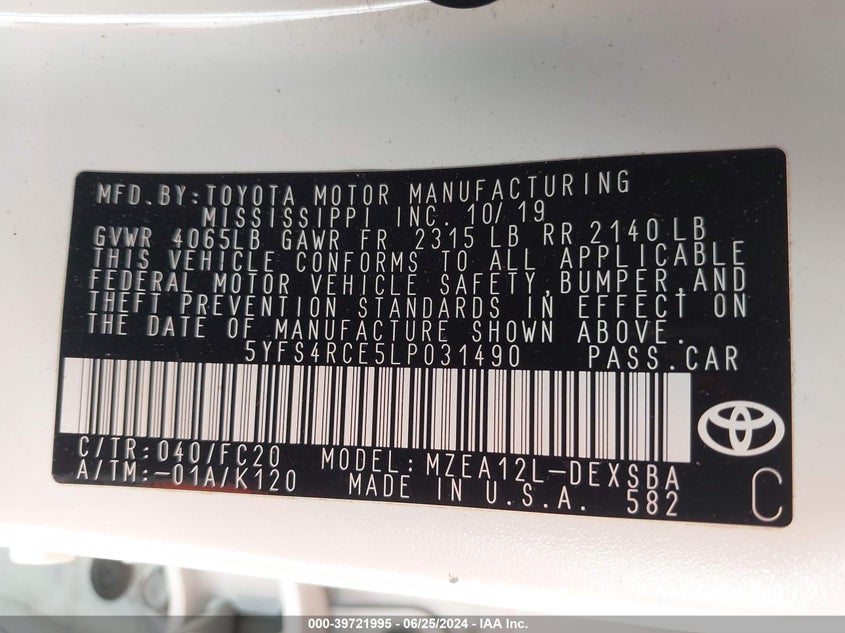 MFD.BY:TOYOTA MOTOR MANUFACTURING
MISSISSIPPI INC. 10/19
GVWR 4065LB GAWR FR 2315 LB RR 2140 LB
THIS VEHICLE CONFORMS TO ALL APPLICABLE
FEDERAL MOTOR VEHICLE SAFETY, BUMPER, AND
THEFT PREVENTION STANDARDS IN EFFECT ON
THE DATE OF MANUFACTURE SHOWN ABOVE.
5YFS4RCE5LP031490 PASS.CAR
C/TR:040/FC20 MODEL: MZEA12L-DEXSBA
A/TM:-01A/K120 MADE IN U.S.A. 582
C
000-39721995 - 06/25/2024 - IAA Inc.